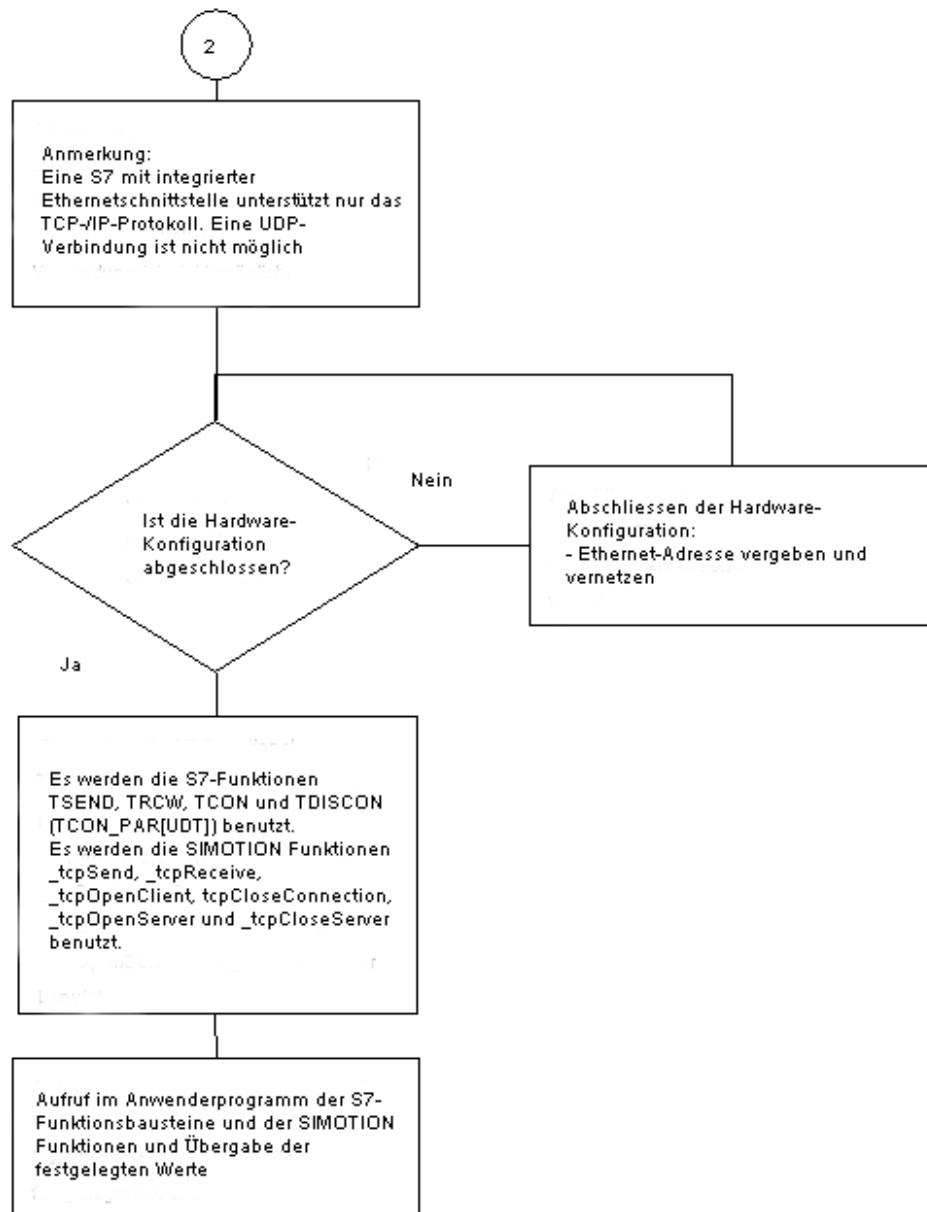 2
Anmerkung:
Eine S7 mit integrierter
Ethernetschnittstelle unterstützt nur das
TCP-/IP-Protokoll. Eine UDP-
Verbindung ist nicht möglich
Nein
Ist die Hardware-
Konfiguration
abgeschlossen?
Abschliessen der Hardware-
Konfiguration:
- Ethernet-Adresse vergeben und
vernetzen
Ja
Es werden die S7-Funktionen
TSEND, TRCW, TCON und TDISCON
(TCON_PAR[UDT]) benutzt.
Es werden die SIMOTION Funktionen
_tcpSend, _tcpReceive,
_tcpOpenClient, tcpCloseConnection,
_tcpOpenServer und _tcpCloseServer
benutzt.
Aufruf im Anwenderprogramm der S7-
Funktionsbausteine und der SIMOTION
Funktionen und Übergabe der
festgelegten Werte